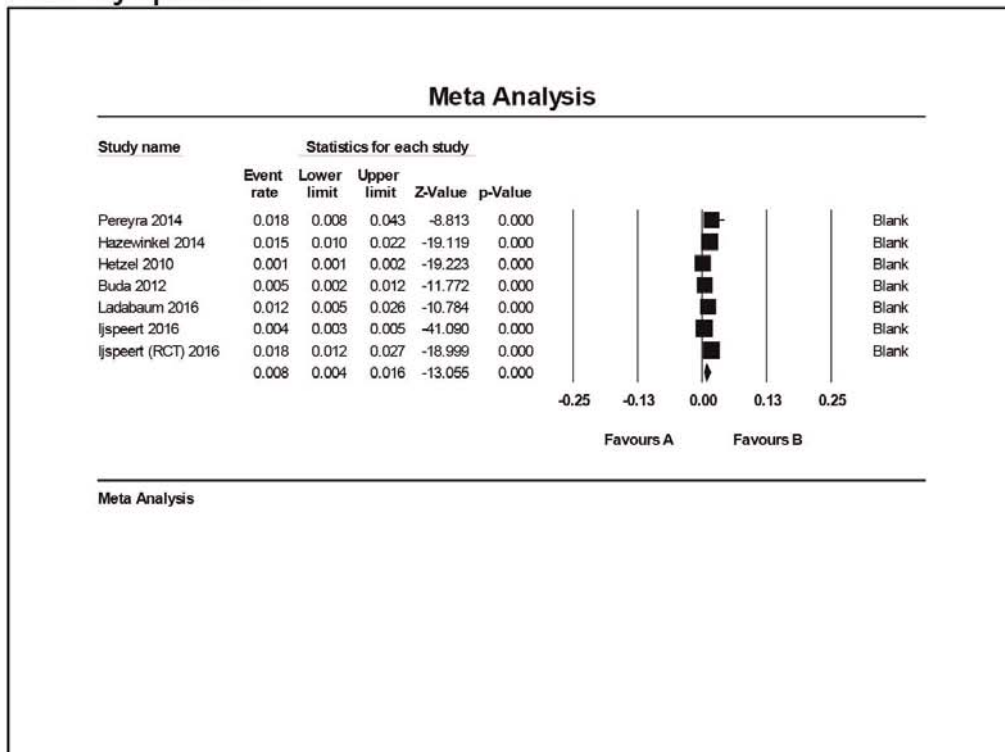 Meta Analysis
Study name Statistics for each study
Event Lower Upper
rate limit limit Z-Value p-Value
Pereyra 2014 0.018 0.008 0.043 -8.813 0.000 Blank
Hazewinkel 2014 0.015 0.010 0.022 -19.119 0.000 Blank
Hetzel 2010 0.001 0.001 0.002 -19.223 0.000 Blank
Buda 2012 0.005 0.002 0.012 -11.772 0.000 Blank
Ladabaum 2016 0.012 0.005 0.026 -10.784 0.000 Blank
Ijspeert 2016 0.004 0.003 0.005 -41.090 0.000 Blank
Ijspeert (RCT) 2016 0.018 0.012 0.027 -18.999 0.000 Blank
0.008 0.004 0.016 -13.055 0.000
-0.25 -0.13 0.00 0.13 0.25
Favours A Favours B
Meta Analysis